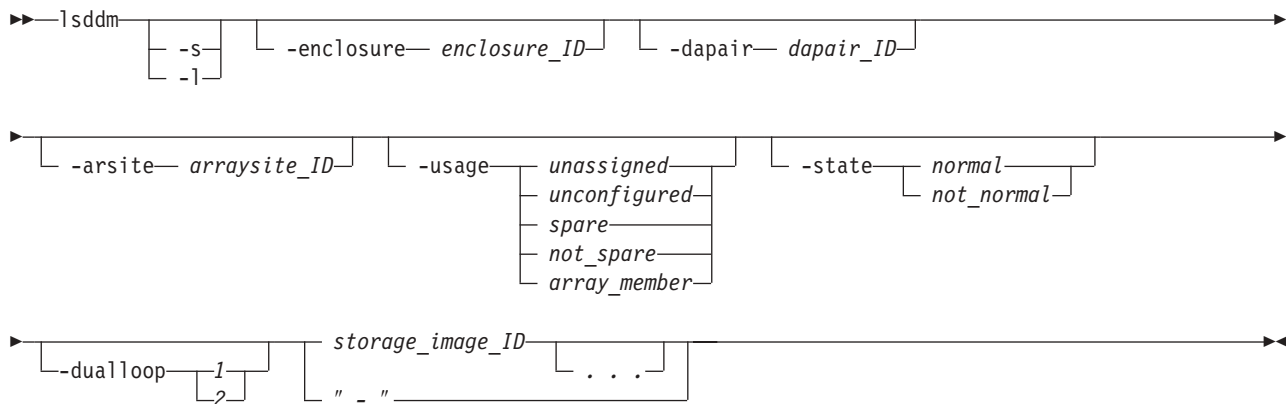 lsddm
-s
-l
-enclosure enclosure_ID
-dapair dapair_ID
-arsite arraysite_ID
-usage unassigned
unconfigured
spare
not_spare
array_member
-state normal
not_normal
-dualloop 1
2
storage_image_ID
. . .
" - "